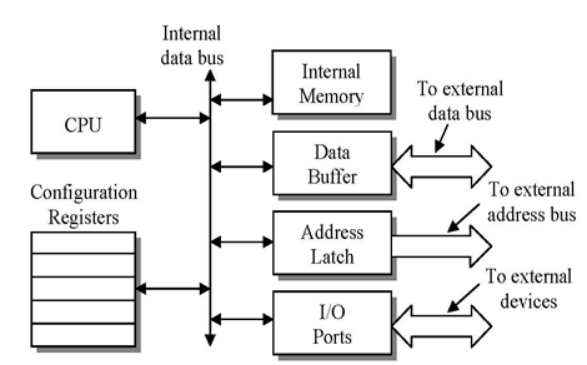 Internal
data bus
CPU
Configuration
Registers
Internal
Memory
Data
Buffer
Address
Latch
I/O
Ports
To external
data bus
To external
address bus
To external
devices